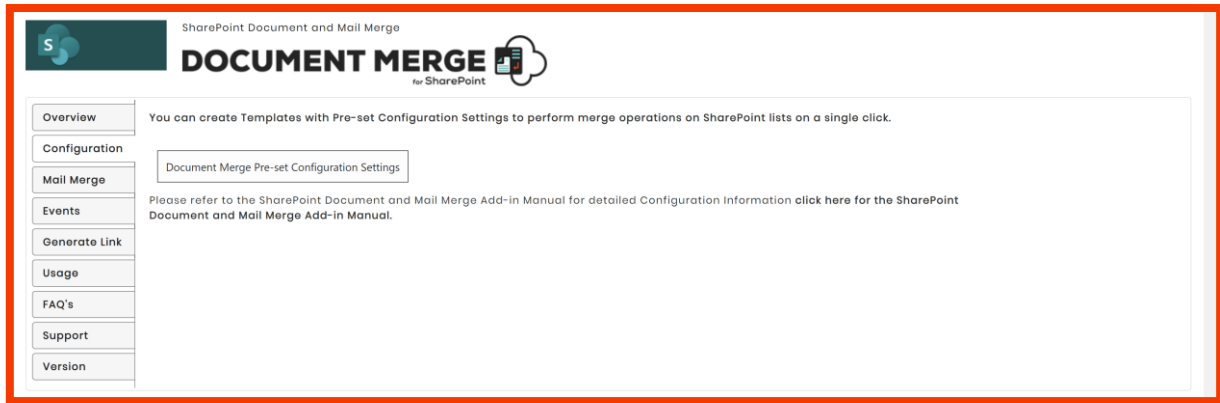 S
SharePoint Document and Mail Merge
DOCUMENT MERGE
for SharePoint
Overview
Configuration
Mail Merge
Events
Generate Link
Usage
FAQ's
Support
Version
You can create Templates with Pre-set Configuration Settings to perform merge operations on SharePoint lists on a single click.
Document Merge Pre-set Configuration Settings
Please refer to the SharePoint Document and Mail Merge Add-in Manual for detailed Configuration Information click here for the SharePoint
Document and Mail Merge Add-in Manual.